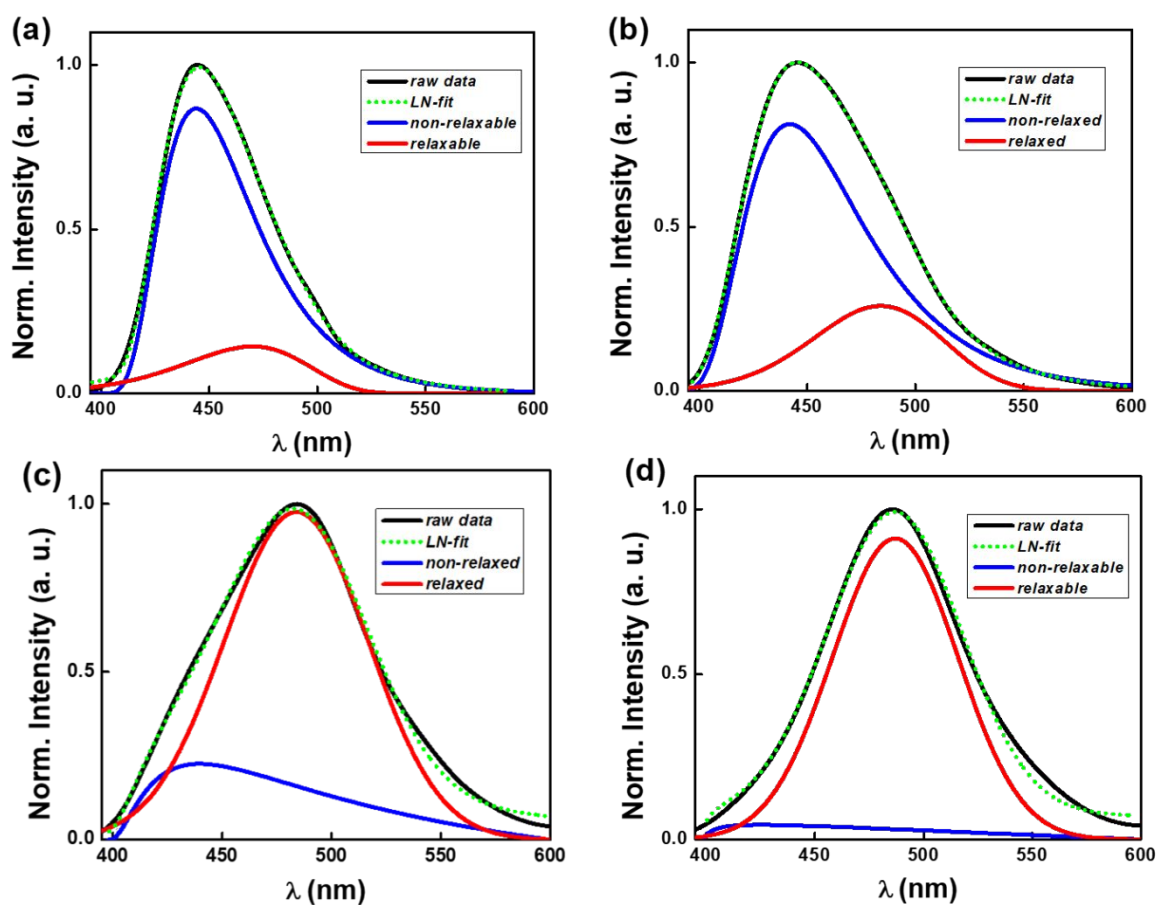 (a)
Norm. Intensity (a. u.)
1.0
0.5
0.0
raw data
LN-fit
non-relaxable
relaxable
400 450 500 550 600
λ (nm)
(b)
Norm. Intensity (a. u.)
1.0
0.5
0.0
raw data
LN-fit
non-relaxed
relaxed
400 450 500 550 600
λ (nm)
(c)
Norm. Intensity (a. u.)
1.0
0.5
0.0
raw data
LN-fit
non-relaxed
relaxed
400 450 500 550 600
λ (nm)
(d)
Norm. Intensity (a. u.)
1.0
0.5
0.0
raw data
LN-fit
non-relaxable
relaxable
400 450 500 550 600
λ (nm)